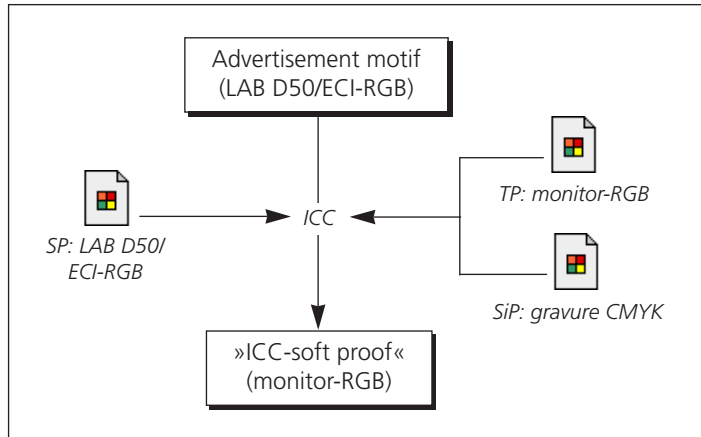 Advertisement motif
(LAB D50/ECI-RGB)
TP: monitor-RGB
ICC
SP: LAB D50/
ECI-RGB
SiP: gravure CMYK
»ICC-soft proof«
(monitor-RGB)